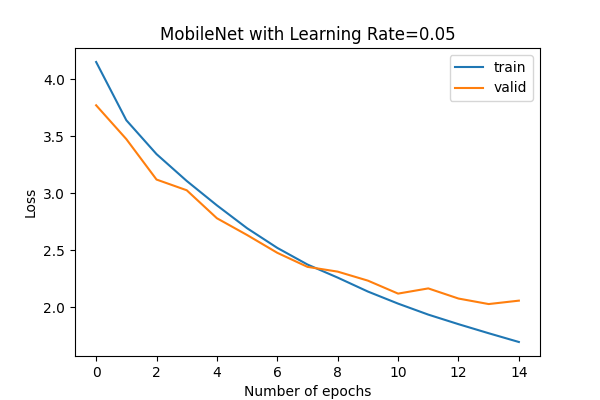 MobileNet with Learning Rate=0.05
train
valid
Loss
4.0
3.5
3.0
2.5
2.0
0 2 4 6 8 10 12 14
Number of epochs